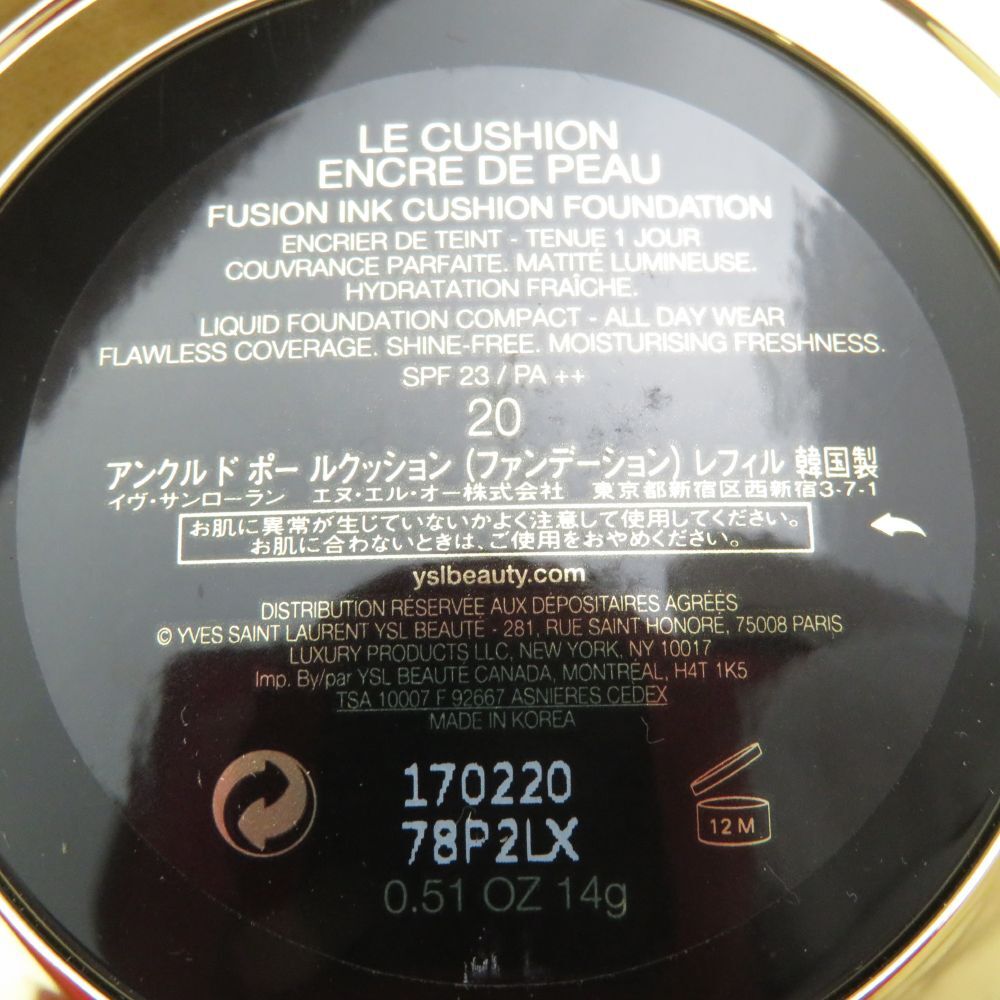 LE CUSHION
ENCRE DE PEAU
FUSION INK CUSHION FOUNDATION
ENCRIER DE TEINT - TENUE 1 JOUR
COUVRANCE PARFAITE. MATITÉ LUMINEUSE.
HYDRATATION FRAÎCHE.
LIQUID FOUNDATION COMPACT - ALL DAY WEAR
FLAWLESS COVERAGE. SHINE-FREE. MOISTURISING FRESHNESS.
SPF 23 / PA ++
20
アンクル ド ポー ルクッション (ファンデーション) レフィル 韓国製
イヴ・サンローラン エヌ・エル・オー株式会社 東京都新宿区西新宿3-7-1
お肌に異常が生じていないかよく注意して使用してください。
お肌に合わないときは、ご使用をおやめください。
yslbeauty.com
DISTRIBUTION RÉSERVÉE AUX DÉPOSITAIRES AGRÉÉS
© YVES SAINT LAURENT YSL BEAUTÉ - 281, RUE SAINT HONORÉ, 75008 PARIS
LUXURY PRODUCTS LLC, NEW YORK, NY 10017
Imp. By/par YSL BEAUTÉ CANADA, MONTRÉAL, H4T 1K5
TSA 10007 F 92667 ASNIERES CEDEX
MADE IN KOREA
170220
78P2LX
12 M
0.51 OZ 14g